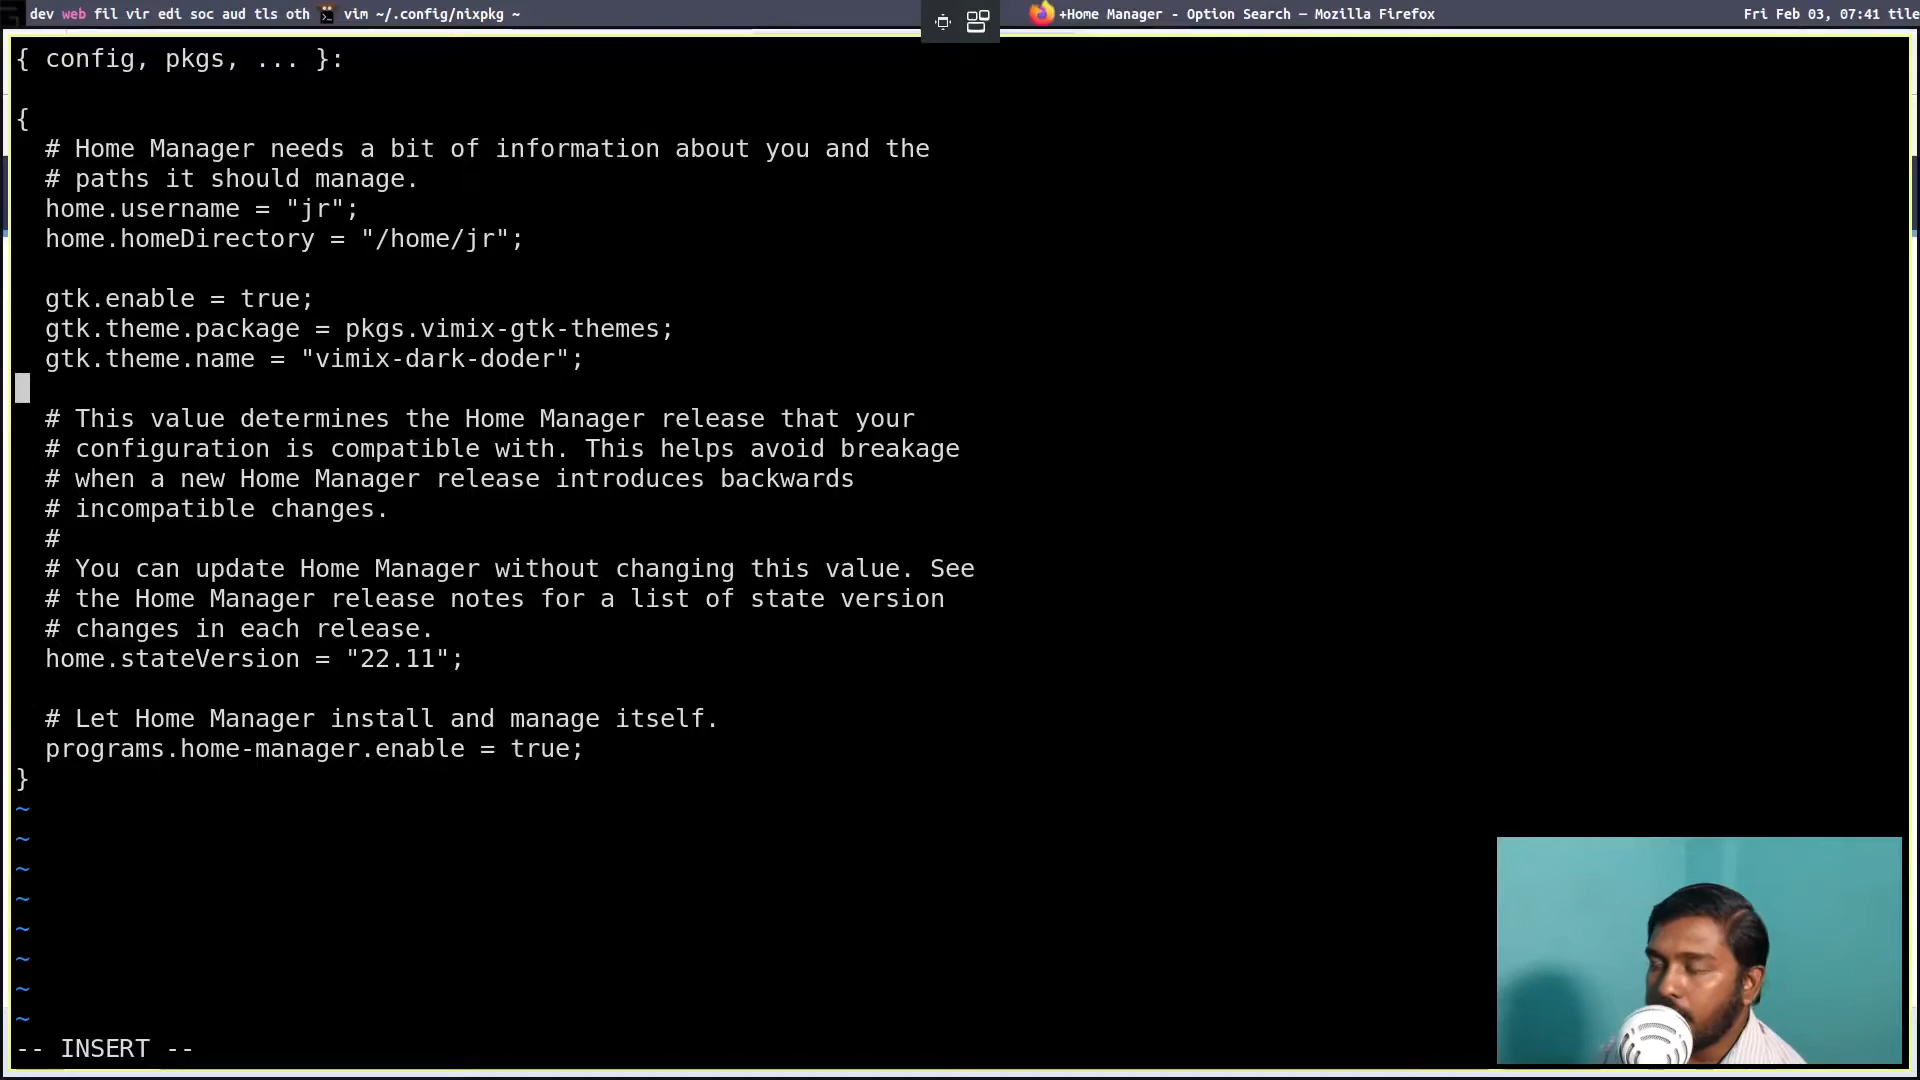 dev web fil vir edi soc aud tls oth vim ~/.config/nixpkg ~ +Home Manager - Option Search — Mozilla Firefox Fri Feb 03, 07:41 tile
{ config, pkgs, ... }:
{
# Home Manager needs a bit of information about you and the
# paths it should manage.
home.username = "jr";
home.homeDirectory = "/home/jr";
gtk.enable = true;
gtk.theme.package = pkgs.vimix-gtk-themes;
gtk.theme.name = "vimix-dark-doder";
# This value determines the Home Manager release that your
# configuration is compatible with. This helps avoid breakage
# when a new Home Manager release introduces backwards
# incompatible changes.
#
# You can update Home Manager without changing this value. See
# the Home Manager release notes for a list of state version
# changes in each release.
home.stateVersion = "22.11";
# Let Home Manager install and manage itself.
programs.home-manager.enable = true;
}
~
~
~
~
~
~
~
~
-- INSERT --